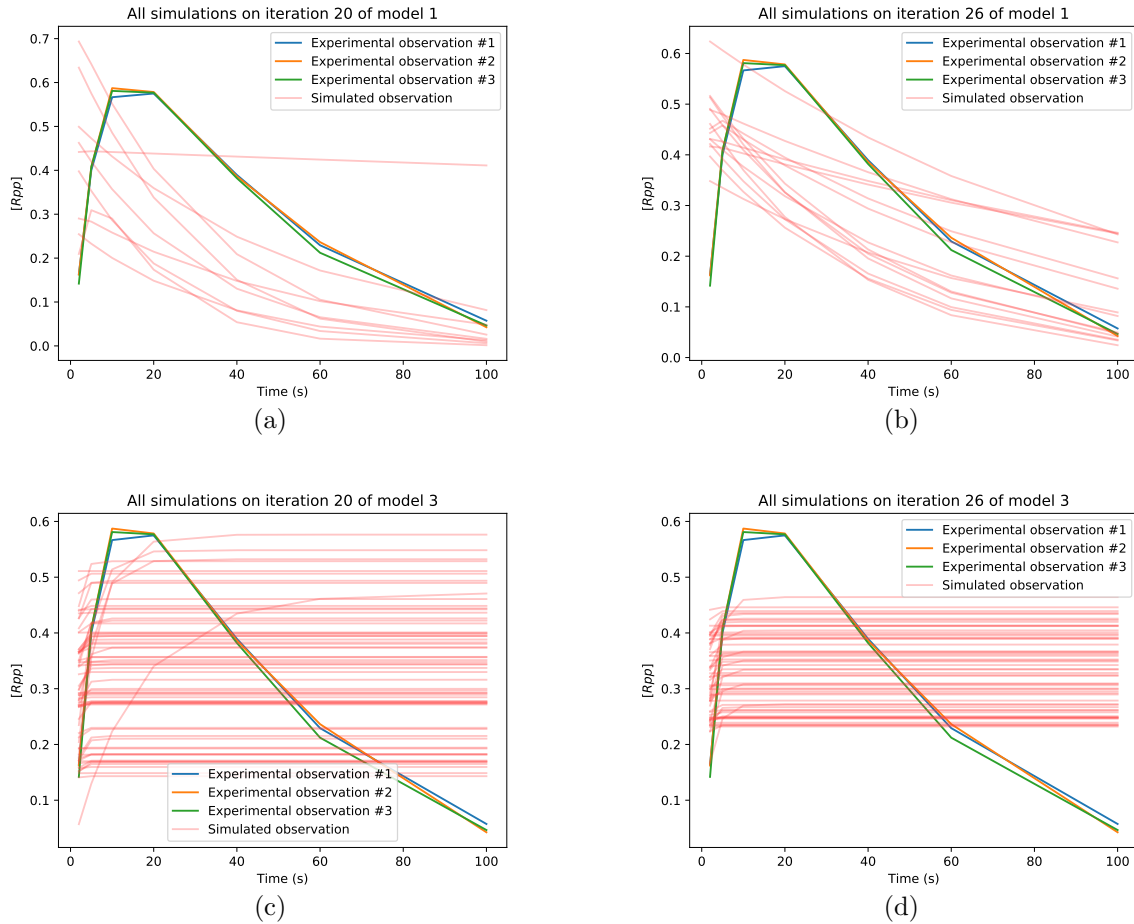 All simulations on iteration 20 of model 1
Experimental observation #1
Experimental observation #2
Experimental observation #3
Simulated observation
[Rpp]
0.7
0.6
0.5
0.4
0.3
0.2
0.1
0.0
0 20 40 60 80 100
Time (s)
(a)
All simulations on iteration 26 of model 1
Experimental observation #1
Experimental observation #2
Experimental observation #3
Simulated observation
[Rpp]
0.6
0.5
0.4
0.3
0.2
0.1
0.0
0 20 40 60 80 100
Time (s)
(b)
All simulations on iteration 20 of model 3
[Rpp]
0.6
0.5
0.4
0.3
0.2
0.1
Experimental observation #1
Experimental observation #2
Experimental observation #3
Simulated observation
0 20 40 60 80 100
Time (s)
(c)
All simulations on iteration 26 of model 3
Experimental observation #1
Experimental observation #2
Experimental observation #3
Simulated observation
[Rpp]
0.6
0.5
0.4
0.3
0.2
0.1
0 20 40 60 80 100
Time (s)
(d)